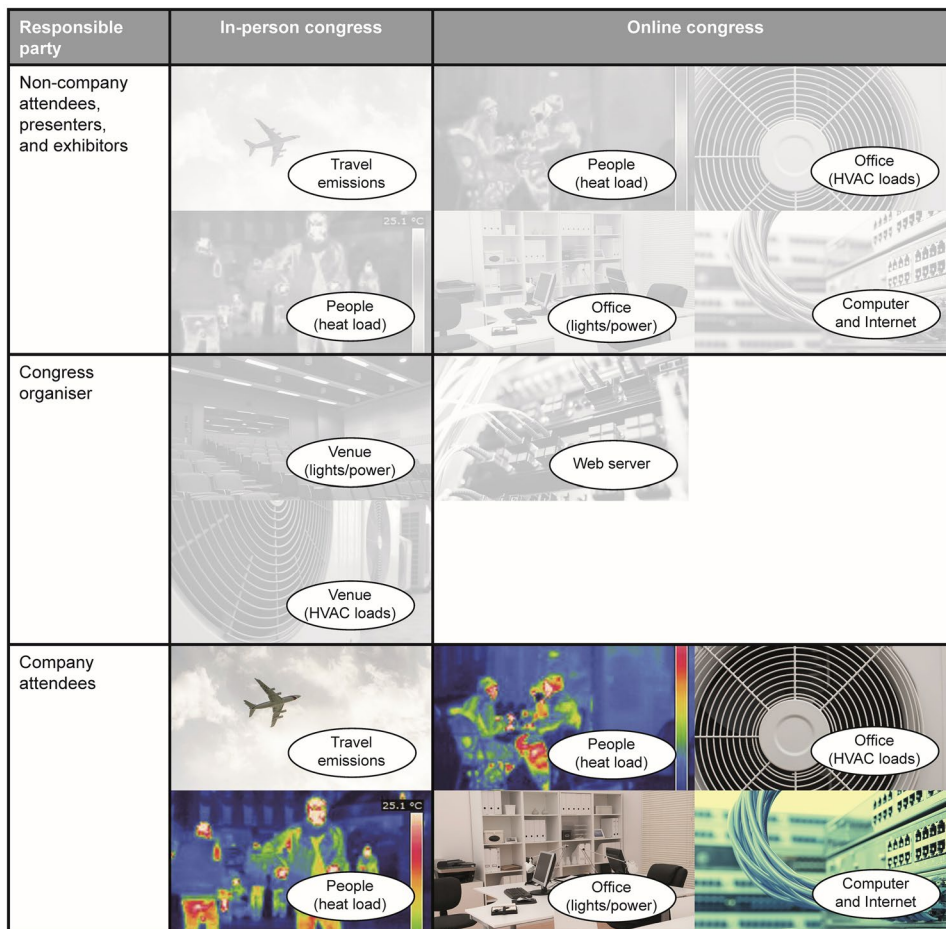 Responsible
party
In-person congress
Online congress
Non-company
attendees,
presenters,
and exhibitors
Travel
emissions
People
(heat load)
Office
(HVAC loads)
25.1 °C
People
(heat load)
Office
(lights/power)
Computer
and Internet
Congress
organiser
Venue
(lights/power)
Web server
Venue
(HVAC loads)
Company
attendees
Travel
emissions
People
(heat load)
Office
(HVAC loads)
25.1 °C
People
(heat load)
Office
(lights/power)
Computer
and Internet